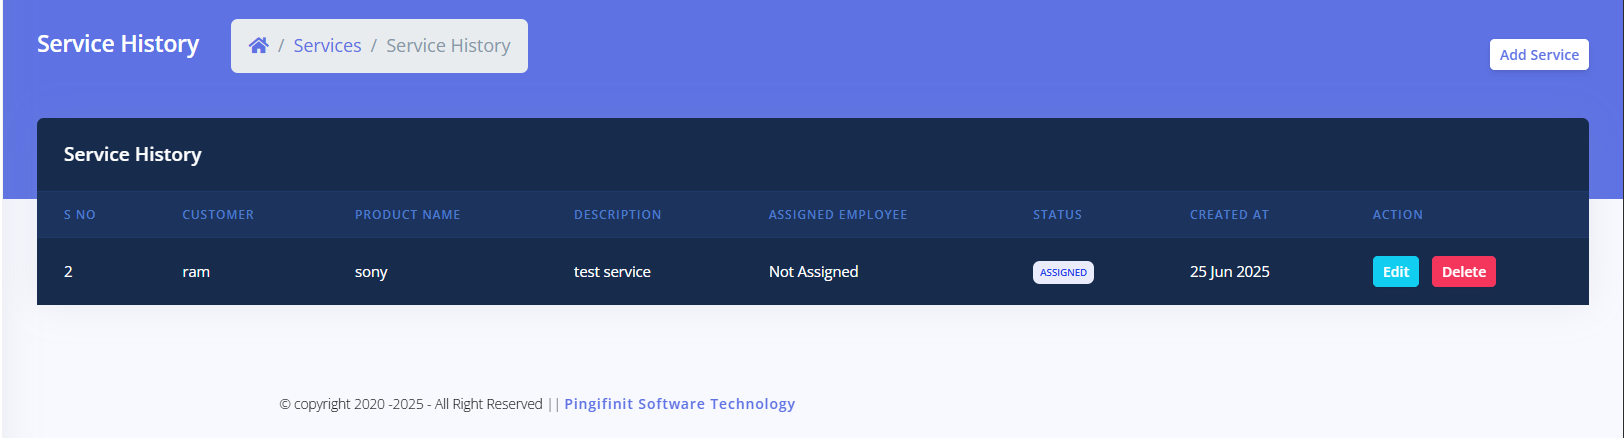 Service History
/ Services / Service History
Add Service
Service History
S NO CUSTOMER PRODUCT NAME DESCRIPTION ASSIGNED EMPLOYEE STATUS CREATED AT ACTION
2 ram sony test service Not Assigned ASSIGNED 25 Jun 2025 Edit Delete
© copyright 2020 -2025 - All Right Reserved || Pingifinit Software Technology